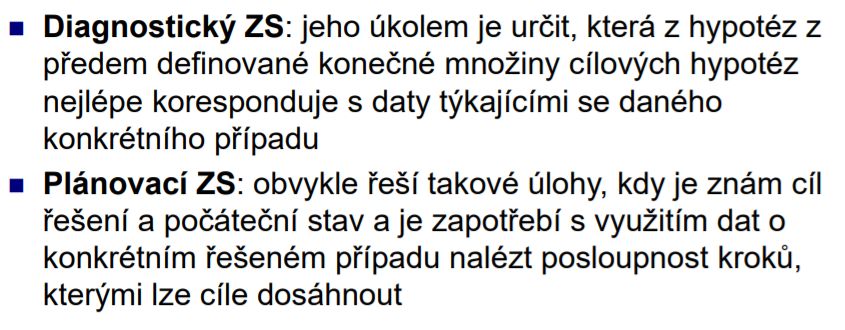 Diagnostický ZS: jeho úkolem je určit, která z hypotéz z
předem definované konečné množiny cílových hypotéz
nejlépe koresponduje s daty týkajícími se daného
konkrétního případu
Plánovací ZS: obvykle řeší takové úlohy, kdy je znám cíl
řešení a počáteční stav a je zapotřebí s využitím dat o
konkrétním řešeném případu nalézt posloupnost kroků,
kterými lze cíle dosáhnout